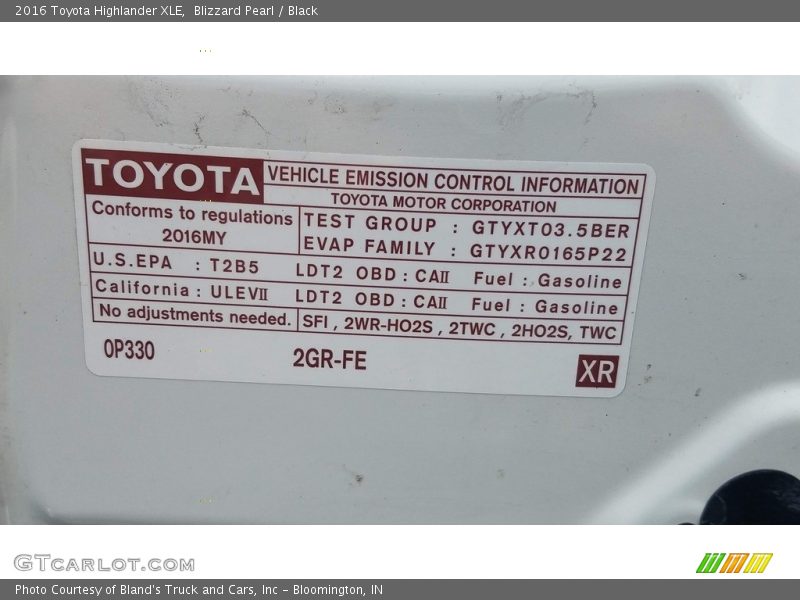 2016 Toyota Highlander XLE,  Blizzard Pearl / Black
TOYOTA
VEHICLE EMISSION CONTROL INFORMATION
TOYOTA MOTOR CORPORATION
Conforms to regulations
2016MY
TEST GROUP : GTYXT03.5BER
EVAP FAMILY : GTYXR0165P22
U.S.EPA : T2B5 LDT2 OBD : CAII Fuel : Gasoline
California : ULEVII LDT2 OBD : CAII Fuel : Gasoline
No adjustments needed. SFI , 2WR-HO2S , 2TWC , 2HO2S, TWC
0P330 2GR-FE XR
GTCARLOT.COM
Photo Courtesy of Bland's Truck and Cars, Inc - Bloomington, IN